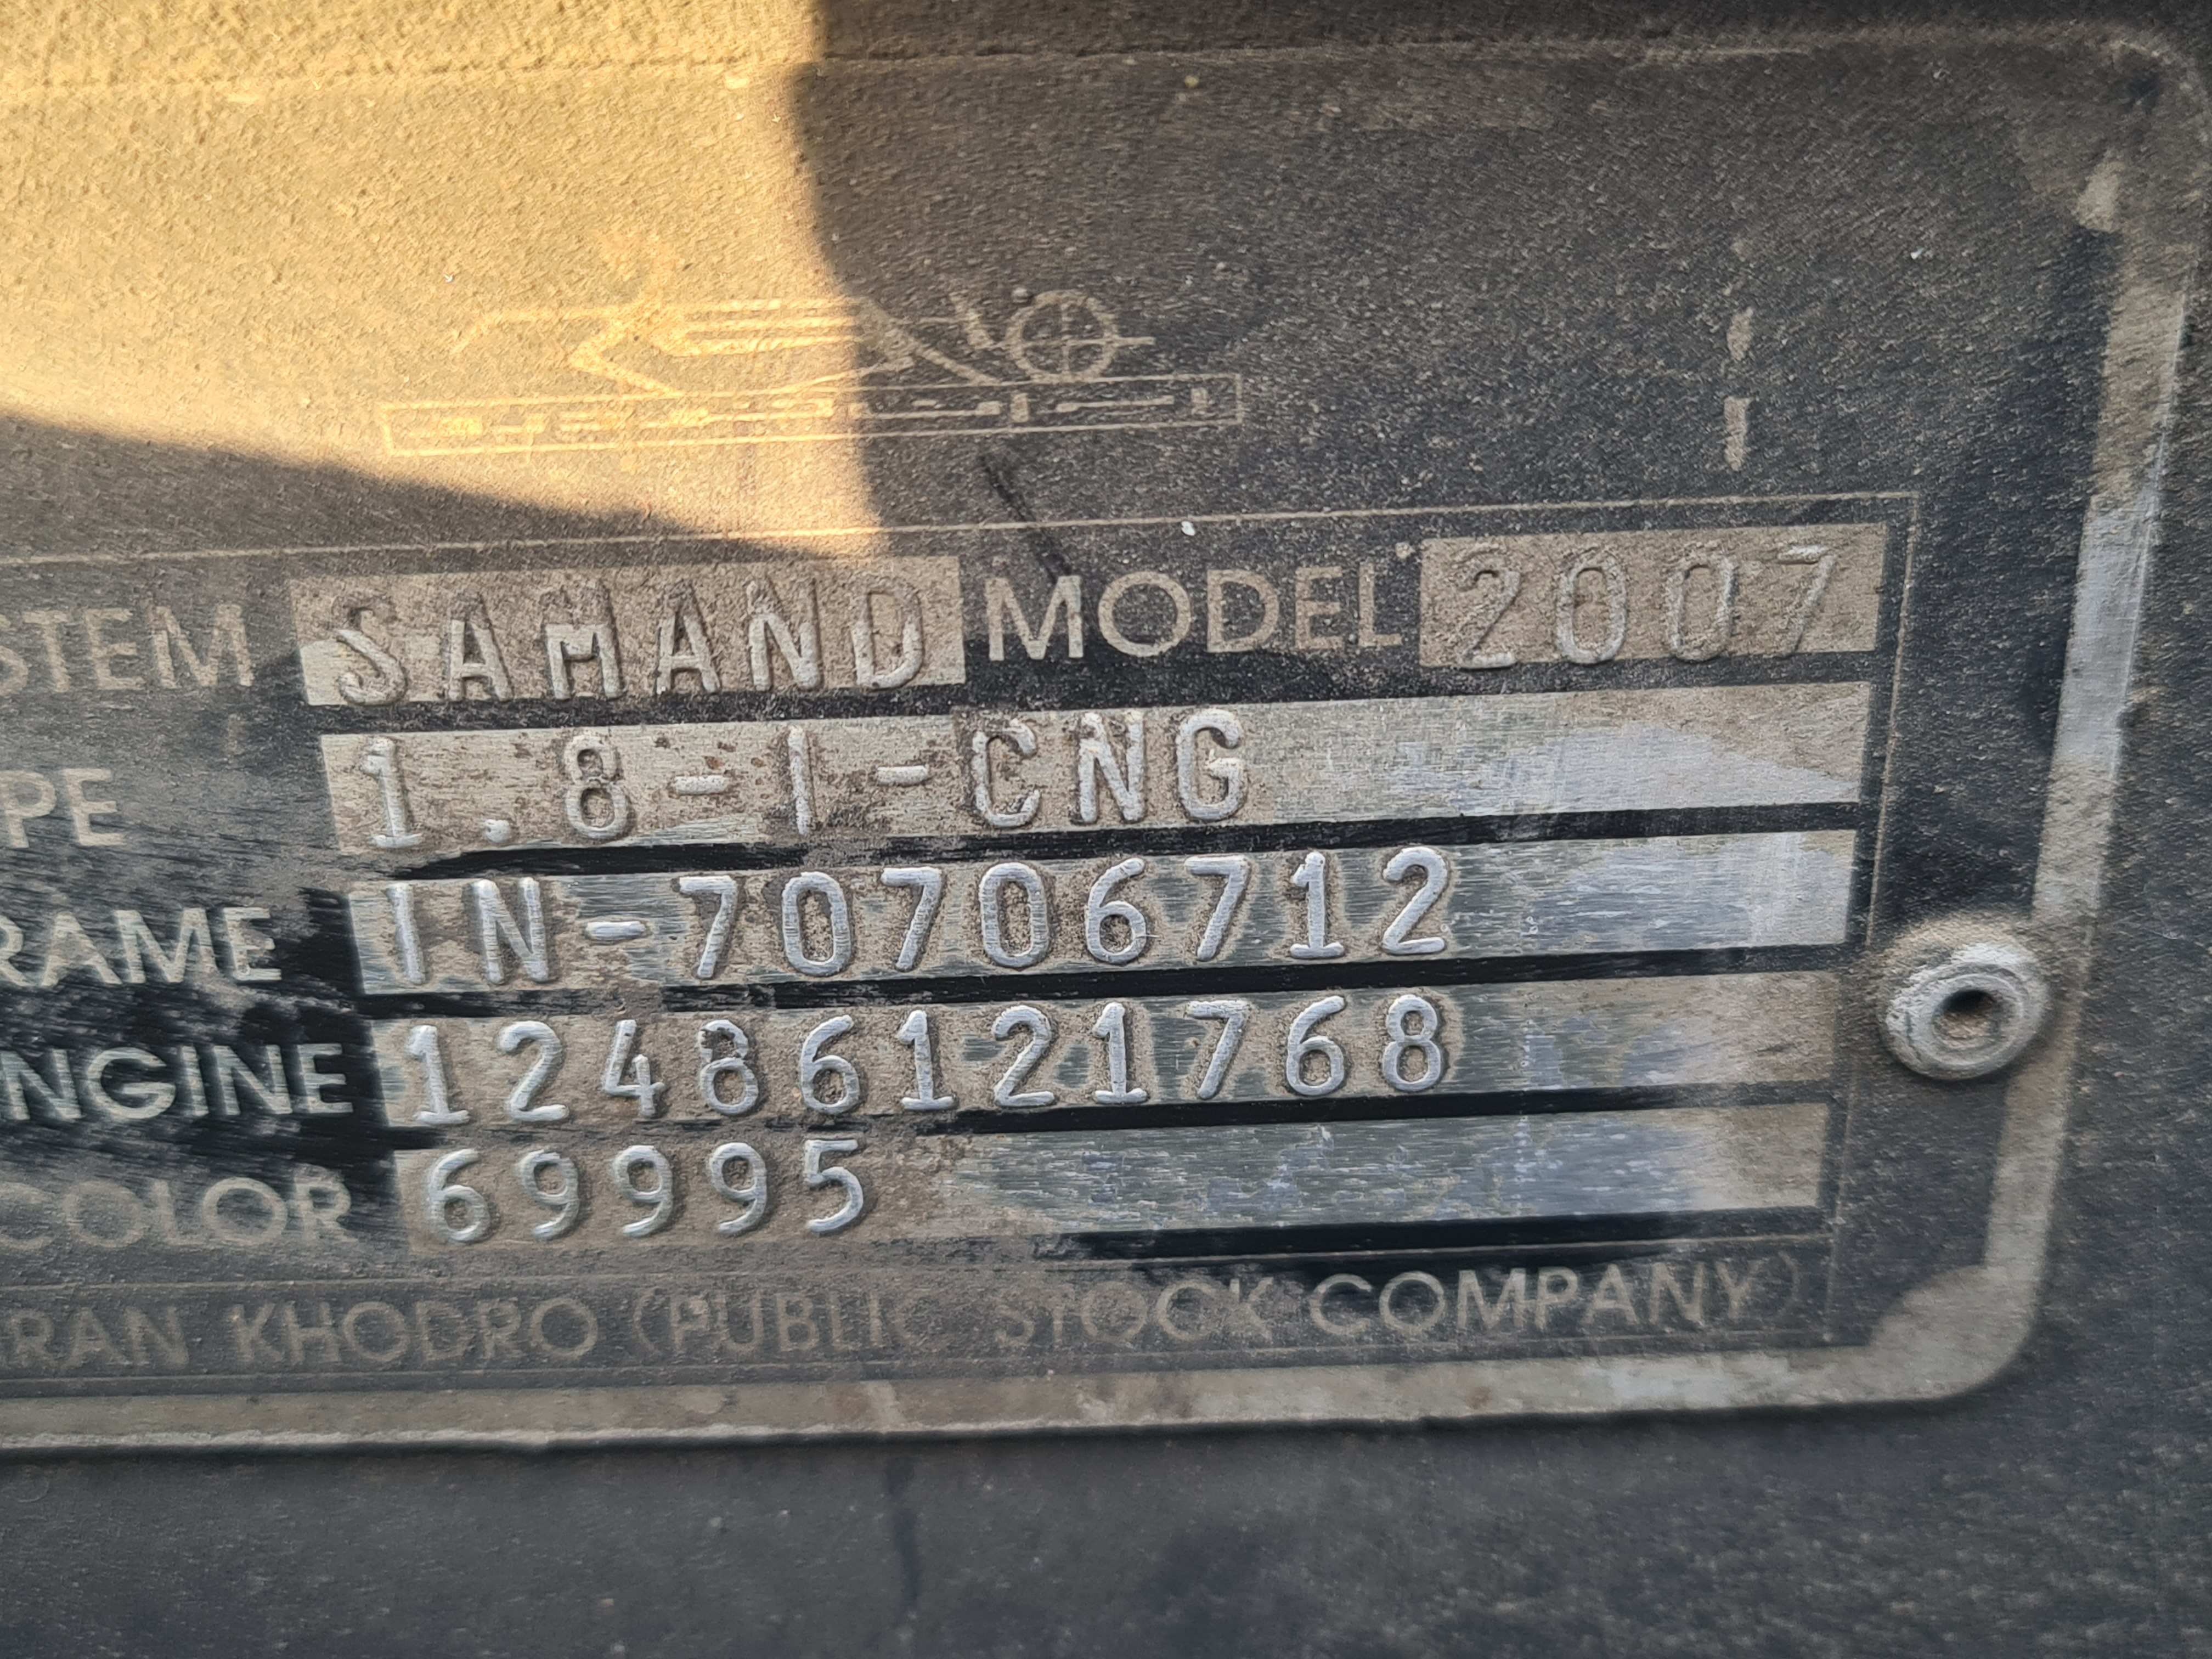 STEM SAMAND MODEL 2007
PE 1.8-I-CNG
RAME IN-70706712
NGINE 12486121768
COLOR 69995
RAN KHODRO (PUBLIC STOCK COMPANY)